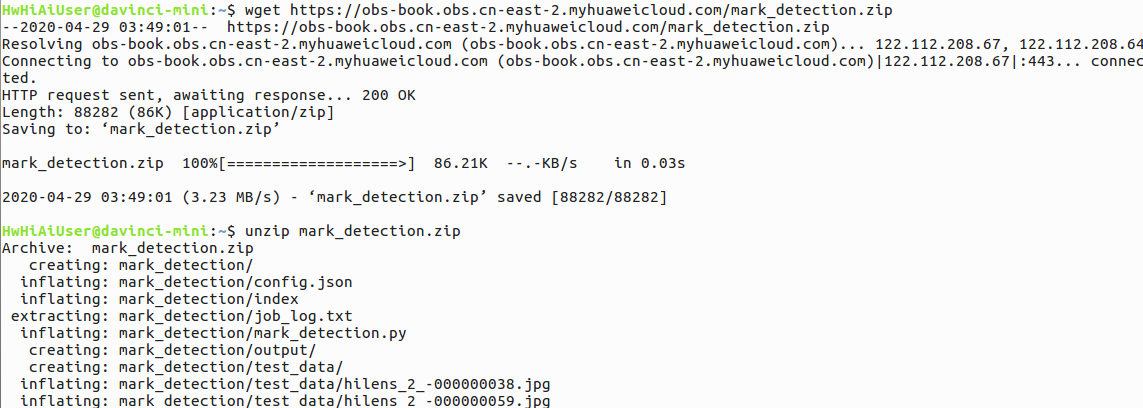 HwHiAiUser@davinci-mini:~$ wget https://obs-book.obs.cn-east-2.myhuaweicloud.com/mark_detection.zip
--2020-04-29 03:49:01--  https://obs-book.obs.cn-east-2.myhuaweicloud.com/mark_detection.zip
Resolving obs-book.obs.cn-east-2.myhuaweicloud.com (obs-book.obs.cn-east-2.myhuaweicloud.com)... 122.112.208.67, 122.112.208.64
Connecting to obs-book.obs.cn-east-2.myhuaweicloud.com (obs-book.obs.cn-east-2.myhuaweicloud.com)|122.112.208.67|:443... connec
ted.
HTTP request sent, awaiting response... 200 OK
Length: 88282 (86K) [application/zip]
Saving to: ‘mark_detection.zip’
mark_detection.zip  100%[===================>]  86.21K  --.-KB/s    in 0.03s
2020-04-29 03:49:01 (3.23 MB/s) - ‘mark_detection.zip’ saved [88282/88282]
HwHiAiUser@davinci-mini:~$ unzip mark_detection.zip
Archive:  mark_detection.zip
   creating: mark_detection/
  inflating: mark_detection/config.json
  inflating: mark_detection/index
 extracting: mark_detection/job_log.txt
  inflating: mark_detection/mark_detection.py
   creating: mark_detection/output/
   creating: mark_detection/test_data/
  inflating: mark_detection/test_data/hilens_2_-000000038.jpg
  inflating: mark_detection/test_data/hilens_2_-000000059.jpg